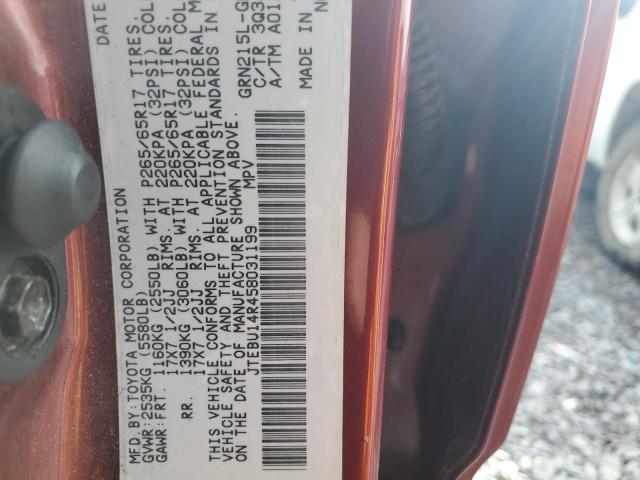 MFD.BY:TOYOTA MOTOR CORPORATION DATE
GVWR:2535KG (5580LB)
GAWR:FRT. 1160KG (2550LB) WITH P265/65R17 TIRES,
17X7.1/2JJ RIMS. AT 220KPA (32PSI) COL
RR. 1390KG (3060LB) WITH P265/65R17 TIRES,
17X7.1/2JJ RIMS. AT 220KPA (32PSI) COL
THIS VEHICLE CONFORMS TO ALL APPLICABLE FEDERAL M
VEHICLE SAFETY AND THEFT PREVENTION STANDARDS IN
ON THE DATE OF MANUFACTURE SHOWN ABOVE.
JTEBU14R458031199 MPV
GRN215L-G
C/TR 3Q3
A/TM A01
MADE IN